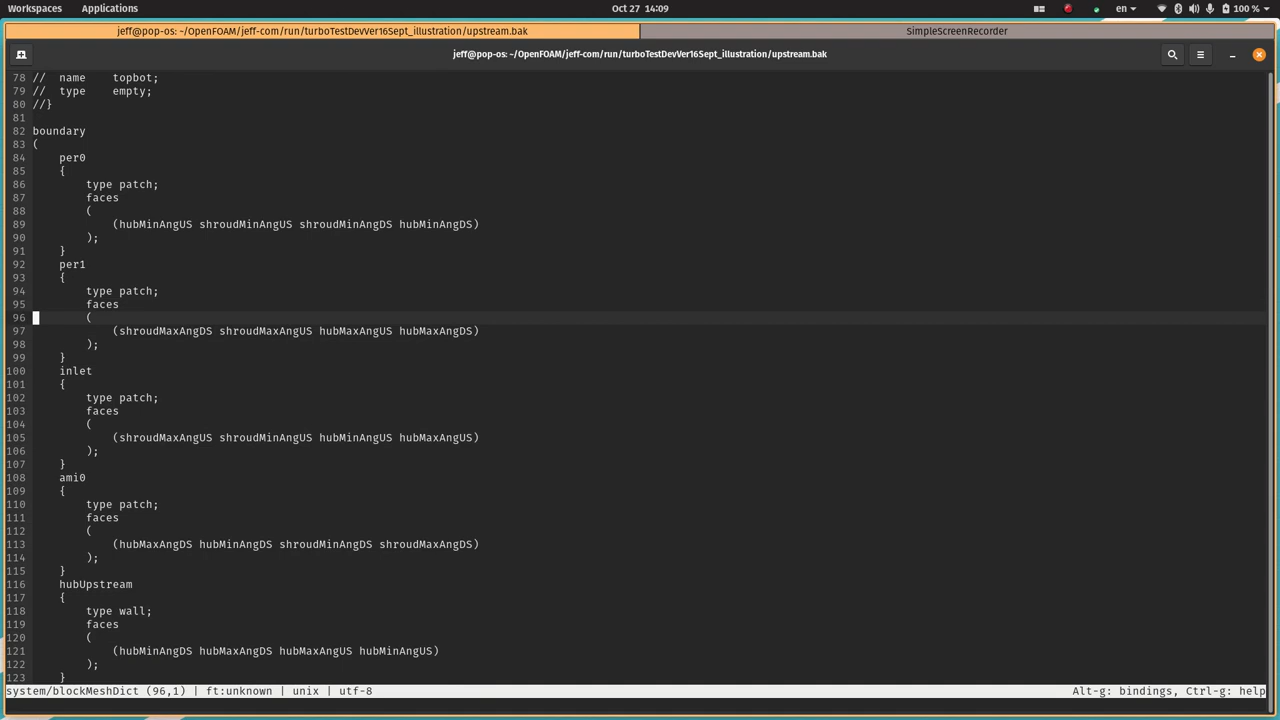 Workspaces Applications Oct 27 14:09 en 100 %
jeff@pop-os: ~/OpenFOAM/jeff-com/run/turboTestDevVer16Sept_illustration/upstream.bak SimpleScreenRecorder
jeff@pop-os: ~/OpenFOAM/jeff-com/run/turboTestDevVer16Sept_illustration/upstream.bak
78 //  name    topbot;
79 //  type    empty;
80 //}
81
82 boundary
83 (
84     per0
85     {
86         type patch;
87         faces
88         (
89             (hubMinAngUS shroudMinAngUS shroudMinAngDS hubMinAngDS)
90         );
91     }
92     per1
93     {
94         type patch;
95         faces
96         (
97             (shroudMaxAngDS shroudMaxAngUS hubMaxAngUS hubMaxAngDS)
98         );
99     }
100     inlet
101     {
102         type patch;
103         faces
104         (
105             (shroudMaxAngUS shroudMinAngUS hubMinAngUS hubMaxAngUS)
106         );
107     }
108     ami0
109     {
110         type patch;
111         faces
112         (
113             (hubMaxAngDS hubMinAngDS shroudMinAngDS shroudMaxAngDS)
114         );
115     }
116     hubUpstream
117     {
118         type wall;
119         faces
120         (
121             (hubMinAngDS hubMaxAngDS hubMaxAngUS hubMinAngUS)
122         );
123     }
system/blockMeshDict (96,1) | ft:unknown | unix | utf-8 Alt-g: bindings, Ctrl-g: help